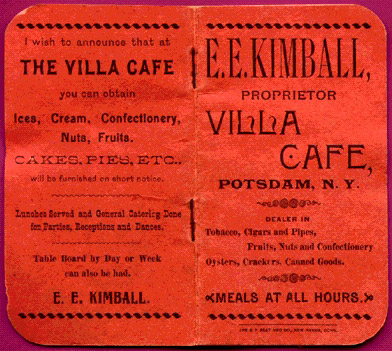 I wish to announce that at
THE VILLA CAFE
you can obtain
Ices, Cream, Confectionery,
Nuts, Fruits.
CAKES, PIES, ETC.,
will be furnished on short notice.
Lunches Served and General Catering Done
for Parties, Receptions and Dances.
Table Board by Day or Week
can also be had.
E. E. KIMBALL.
E.E.KIMBALL,
PROPRIETOR
VILLA
CAFE,
POTSDAM, N. Y.
DEALER IN
Tobacco, Cigars and Pipes,
Fruits, Nuts and Confectionery
Oysters, Crackers, Canned Goods.
MEALS AT ALL HOURS.